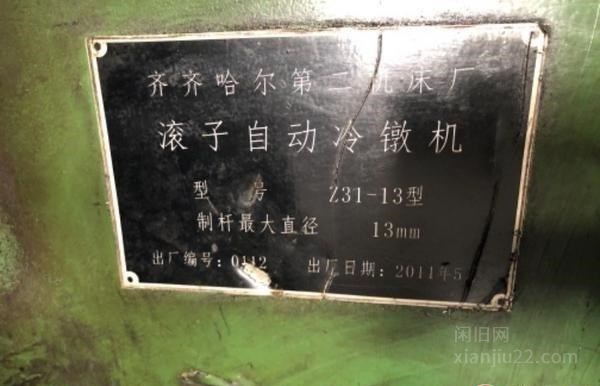 齐齐哈尔第二机床厂
滚子自动冷镦机
型号 Z31-13型
制杆最大直径 13mm
出厂编号：0112 出厂日期：2011年5
闲旧网
xianjiu22.com